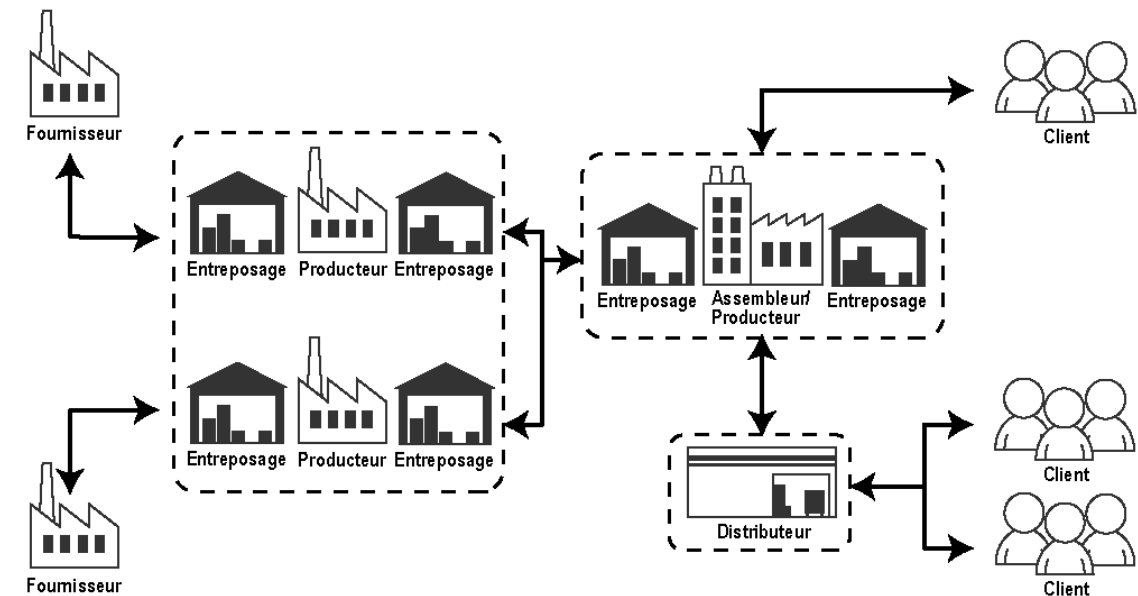 Fournisseur
Client
Entreposage Producteur Entreposage
Entreposage Assembleur/ Entreposage
Producteur
Entreposage Producteur Entreposage
Client
Distributeur
Fournisseur
Client